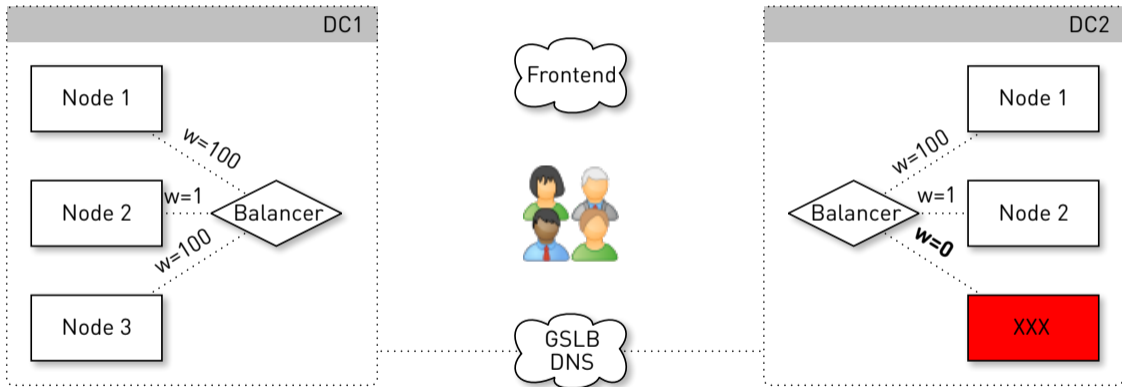 DC1
Node 1
w=100
Node 2
w=1
Balancer
w=100
Node 3
Frontend
GSLB
DNS
DC2
Node 1
w=100
Balancer
w=1
Node 2
w=0
XXX